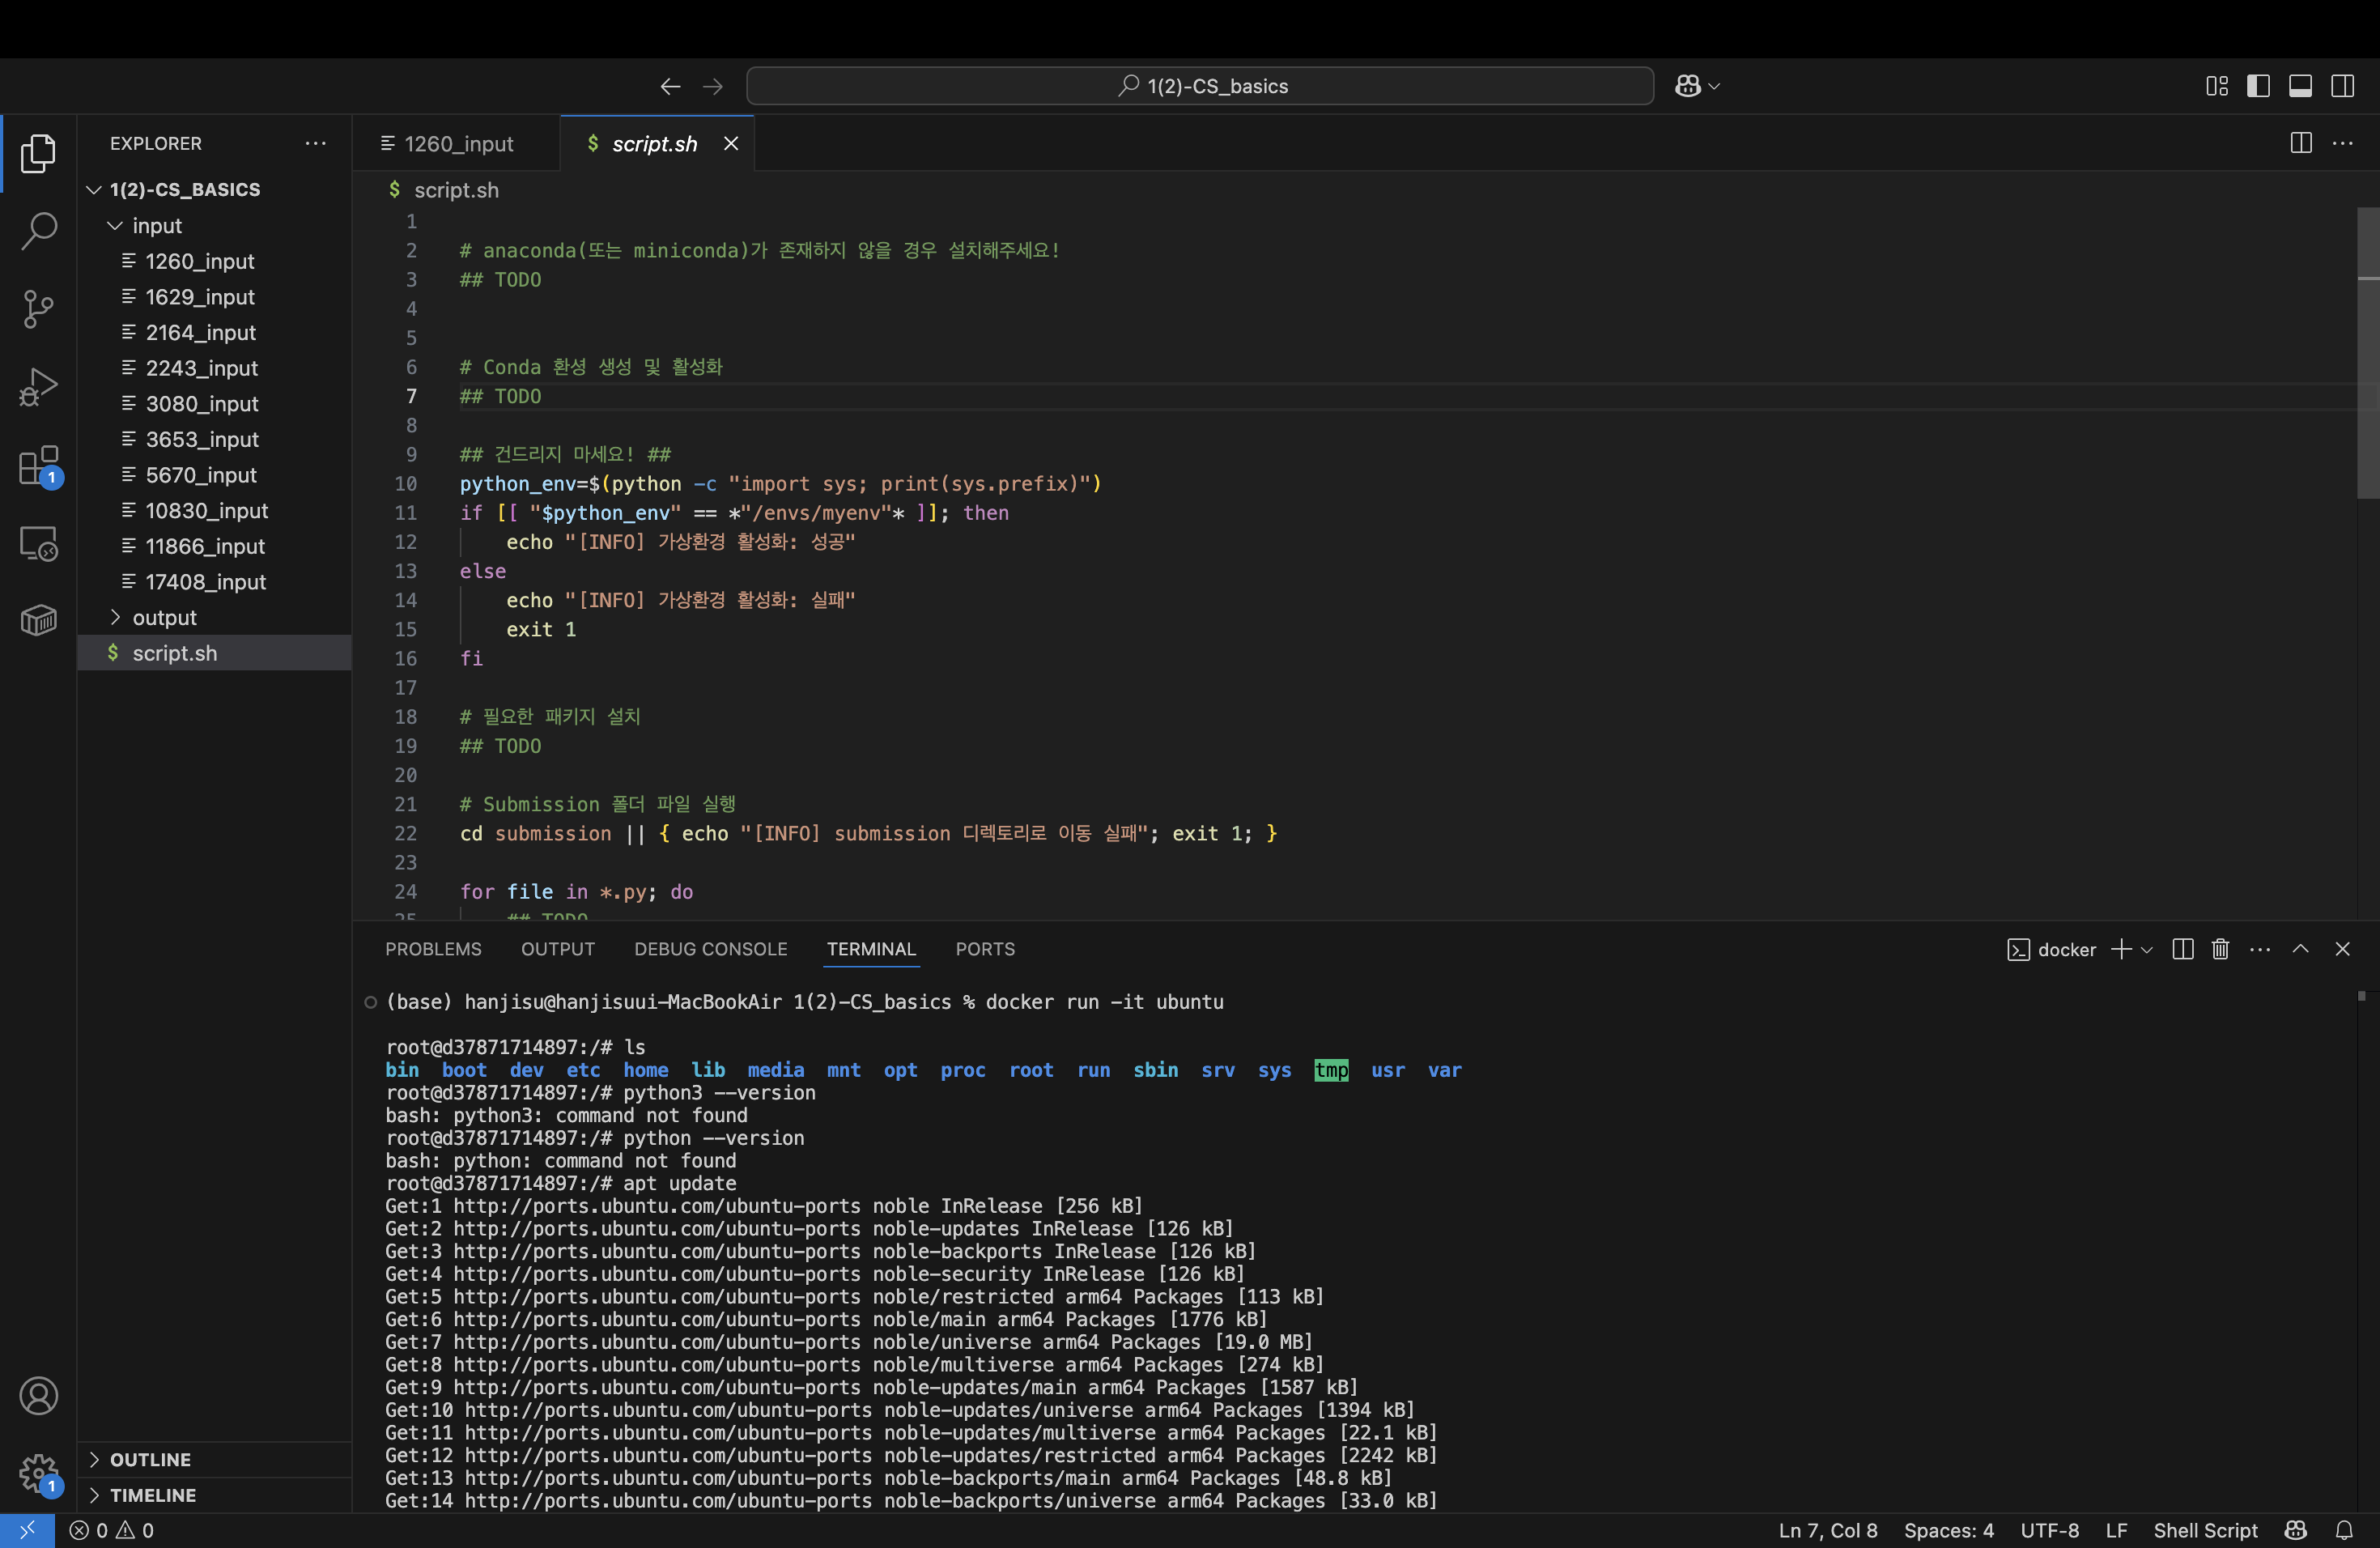 1(2)-CS_basics
EXPLORER
1(2)-CS_BASICS
input
1260_input
1629_input
2164_input
2243_input
3080_input
3653_input
5670_input
10830_input
11866_input
17408_input
output
$ script.sh
OUTLINE
TIMELINE
1
1
1260_input
$ script.sh
$ script.sh
1
2 # anaconda(또는 miniconda)가 존재하지 않을 경우 설치해주세요!
3 ## TODO
4
5
6 # Conda 환셩 생성 및 활성화
7 ## TODO
8
9 ## 건드리지 마세요! ##
10 python_env=$(python -c "import sys; print(sys.prefix)")
11 if [[ "$python_env" == *"/envs/myenv"* ]]; then
12 echo "[INFO] 가상환경 활성화: 성공"
13 else
14 echo "[INFO] 가상환경 활성화: 실패"
15 exit 1
16 fi
17
18 # 필요한 패키지 설치
19 ## TODO
20
21 # Submission 폴더 파일 실행
22 cd submission || { echo "[INFO] submission 디렉토리로 이동 실패"; exit 1; }
23
24 for file in *.py; do
25 ## TODO
PROBLEMS OUTPUT DEBUG CONSOLE TERMINAL PORTS
docker
(base) hanjisu@hanjisuui-MacBookAir 1(2)-CS_basics % docker run -it ubuntu
root@d37871714897:/# ls
bin boot dev etc home lib media mnt opt proc root run sbin srv sys tmp usr var
root@d37871714897:/# python3 --version
bash: python3: command not found
root@d37871714897:/# python --version
bash: python: command not found
root@d37871714897:/# apt update
Get:1 http://ports.ubuntu.com/ubuntu-ports noble InRelease [256 kB]
Get:2 http://ports.ubuntu.com/ubuntu-ports noble-updates InRelease [126 kB]
Get:3 http://ports.ubuntu.com/ubuntu-ports noble-backports InRelease [126 kB]
Get:4 http://ports.ubuntu.com/ubuntu-ports noble-security InRelease [126 kB]
Get:5 http://ports.ubuntu.com/ubuntu-ports noble/restricted arm64 Packages [113 kB]
Get:6 http://ports.ubuntu.com/ubuntu-ports noble/main arm64 Packages [1776 kB]
Get:7 http://ports.ubuntu.com/ubuntu-ports noble/universe arm64 Packages [19.0 MB]
Get:8 http://ports.ubuntu.com/ubuntu-ports noble/multiverse arm64 Packages [274 kB]
Get:9 http://ports.ubuntu.com/ubuntu-ports noble-updates/main arm64 Packages [1587 kB]
Get:10 http://ports.ubuntu.com/ubuntu-ports noble-updates/universe arm64 Packages [1394 kB]
Get:11 http://ports.ubuntu.com/ubuntu-ports noble-updates/multiverse arm64 Packages [22.1 kB]
Get:12 http://ports.ubuntu.com/ubuntu-ports noble-updates/restricted arm64 Packages [2242 kB]
Get:13 http://ports.ubuntu.com/ubuntu-ports noble-backports/main arm64 Packages [48.8 kB]
Get:14 http://ports.ubuntu.com/ubuntu-ports noble-backports/universe arm64 Packages [33.0 kB]
0 0
Ln 7, Col 8 Spaces: 4 UTF-8 LF Shell Script